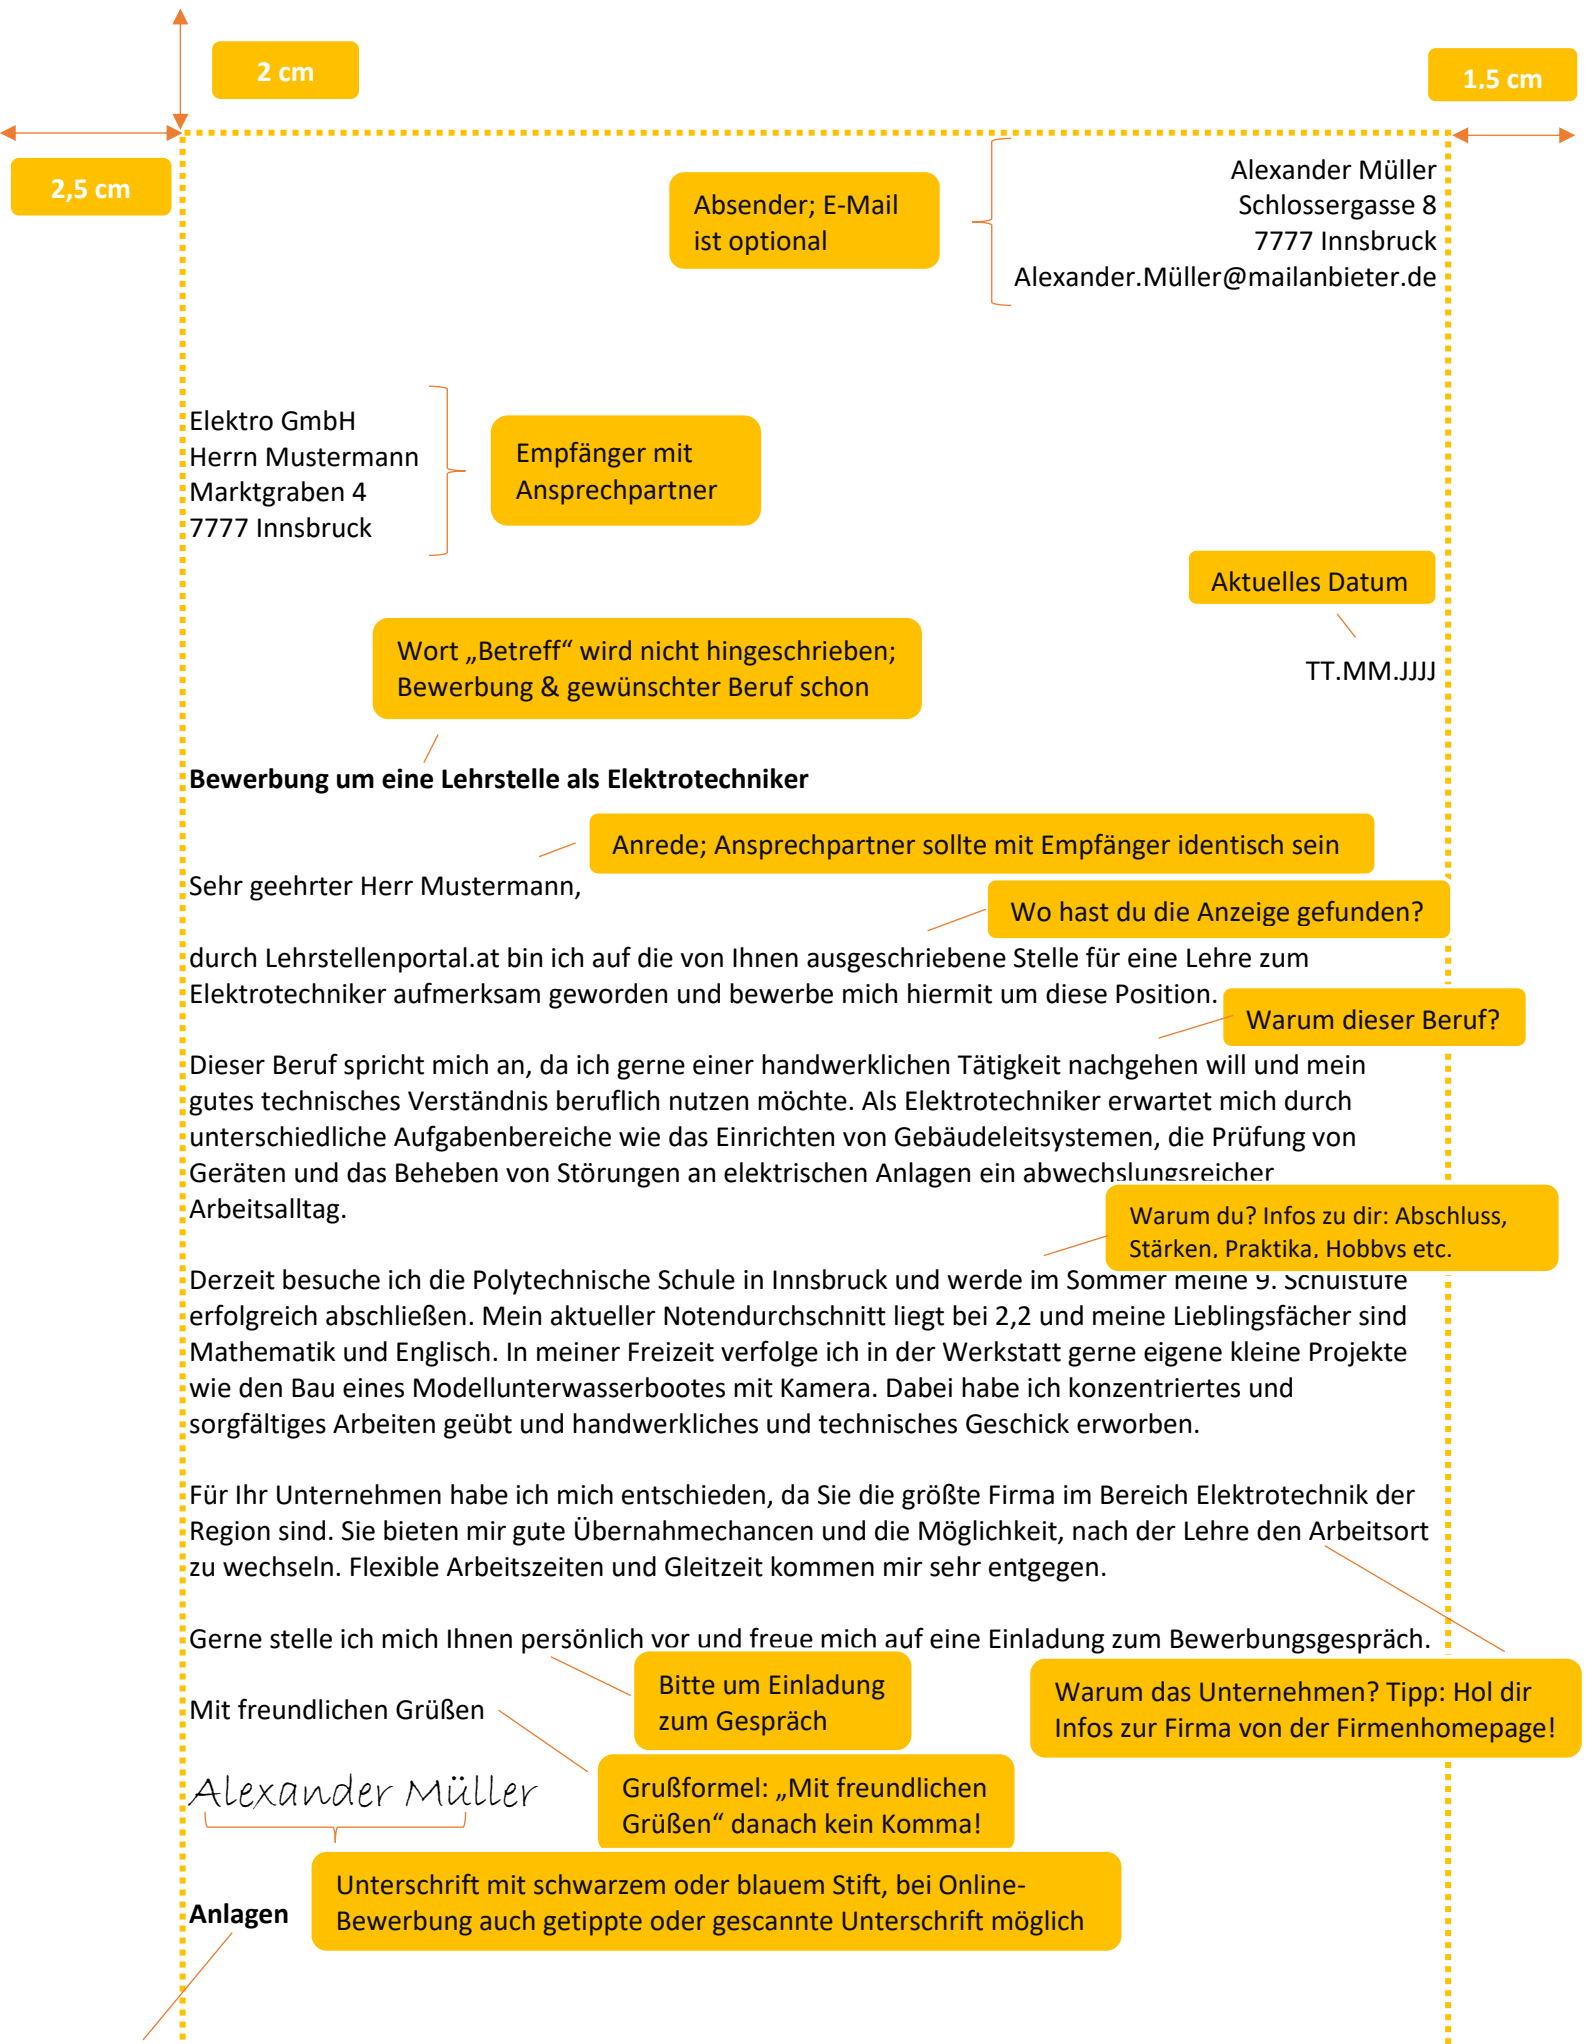 2 cm
1,5 cm
2,5 cm
Absender; E-Mail
ist optional
Alexander Müller
Schlossergasse 8
7777 Innsbruck
Alexander.Müller@mailanbieter.de
Elektro GmbH
Herrn Mustermann
Marktgraben 4
7777 Innsbruck
Empfänger mit
Ansprechpartner
Aktuelles Datum
TT.MM.JJJJ
Wort „Betreff“ wird nicht hingeschrieben;
Bewerbung & gewünschter Beruf schon
Bewerbung um eine Lehrstelle als Elektrotechniker
Anrede; Ansprechpartner sollte mit Empfänger identisch sein
Sehr geehrter Herr Mustermann,
Wo hast du die Anzeige gefunden?
durch Lehrstellenportal.at bin ich auf die von Ihnen ausgeschriebene Stelle für eine Lehre zum
Elektrotechniker aufmerksam geworden und bewerbe mich hiermit um diese Position.
Warum dieser Beruf?
Dieser Beruf spricht mich an, da ich gerne einer handwerklichen Tätigkeit nachgehen will und mein
gutes technisches Verständnis beruflich nutzen möchte. Als Elektrotechniker erwartet mich durch
unterschiedliche Aufgabenbereiche wie das Einrichten von Gebäudeleitsystemen, die Prüfung von
Geräten und das Beheben von Störungen an elektrischen Anlagen ein abwechslungsreicher
Arbeitsalltag.
Warum du? Infos zu dir: Abschluss,
Stärken, Praktika, Hobbys etc.
Derzeit besuche ich die Polytechnische Schule in Innsbruck und werde im Sommer meine 9. Schulstufe
erfolgreich abschließen. Mein aktueller Notendurchschnitt liegt bei 2,2 und meine Lieblingsfächer sind
Mathematik und Englisch. In meiner Freizeit verfolge ich in der Werkstatt gerne eigene kleine Projekte
wie den Bau eines Modellunterwasserbootes mit Kamera. Dabei habe ich konzentriertes und
sorgfältiges Arbeiten geübt und handwerkliches und technisches Geschick erworben.
Für Ihr Unternehmen habe ich mich entschieden, da Sie die größte Firma im Bereich Elektrotechnik der
Region sind. Sie bieten mir gute Übernahmechancen und die Möglichkeit, nach der Lehre den Arbeitsort
zu wechseln. Flexible Arbeitszeiten und Gleitzeit kommen mir sehr entgegen.
Gerne stelle ich mich Ihnen persönlich vor und freue mich auf eine Einladung zum Bewerbungsgespräch.
Bitte um Einladung
zum Gespräch
Warum das Unternehmen? Tipp: Hol dir
Infos zur Firma von der Firmenhomepage!
Mit freundlichen Grüßen
Alexander Müller
Grußformel: „Mit freundlichen
Grüßen“ danach kein Komma!
Unterschrift mit schwarzem oder blauem Stift, bei Online-
Bewerbung auch getippte oder gescannte Unterschrift möglich
Anlagen